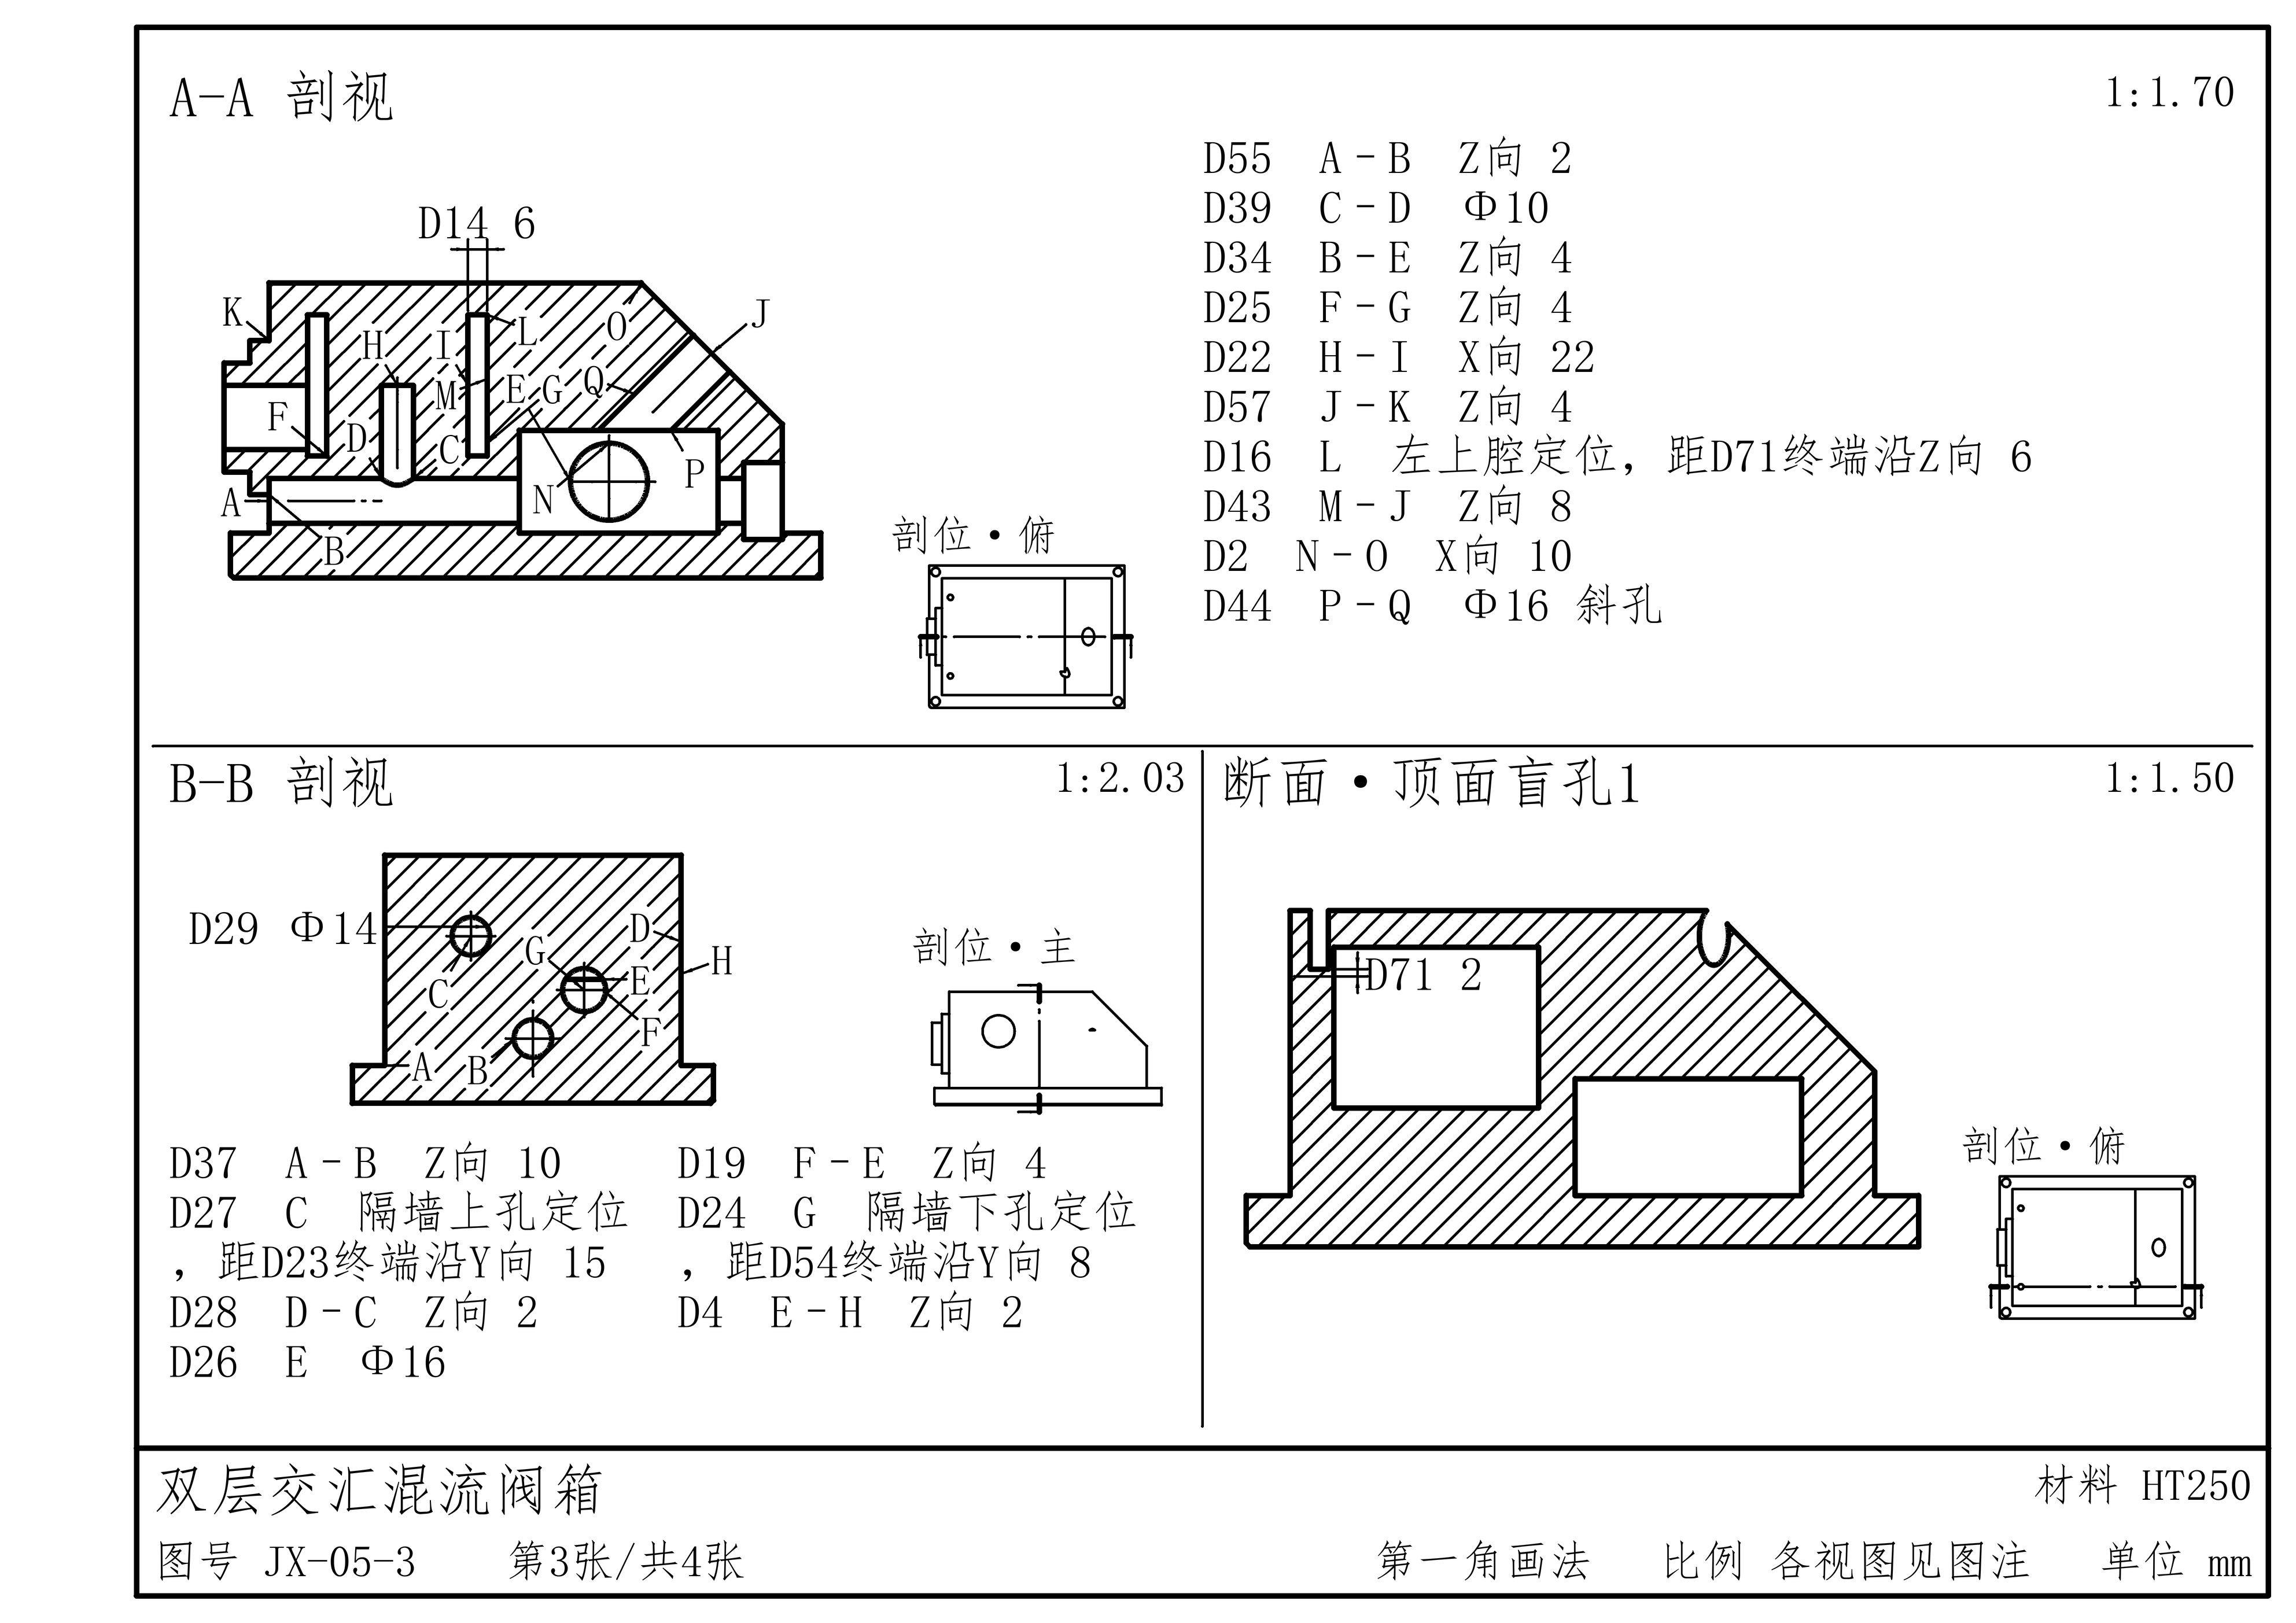 A-A 剖视
1:1.70
D55 A-B Z向 2
D39 C-D Φ10
D34 B-E Z向 4
D25 F-G Z向 4
D22 H-I X向 22
D57 J-K Z向 4
D16 L 左上腔定位，距D71终端沿Z向 6
D43 M-J Z向 8
D2 N-O X向 10
D44 P-Q Φ16 斜孔
D14 6
K
J
O
L
H
I
M
E
G
Q
F
D
C
P
N
A
B
剖位·俯
B-B 剖视
1:2.03
D29 Φ14
D
G
H
E
C
F
A
B
剖位·主
D37 A-B Z向 10
D27 C 隔墙上孔定位
，距D23终端沿Y向 15
D28 D-C Z向 2
D26 E Φ16
D19 F-E Z向 4
D24 G 隔墙下孔定位
，距D54终端沿Y向 8
D4 E-H Z向 2
断面·顶面盲孔1
1:1.50
D71 2
剖位·俯
双层交汇混流阀箱
材料 HT250
图号 JX-05-3 第3张/共4张
第一角画法 比例 各视图见图注 单位 mm